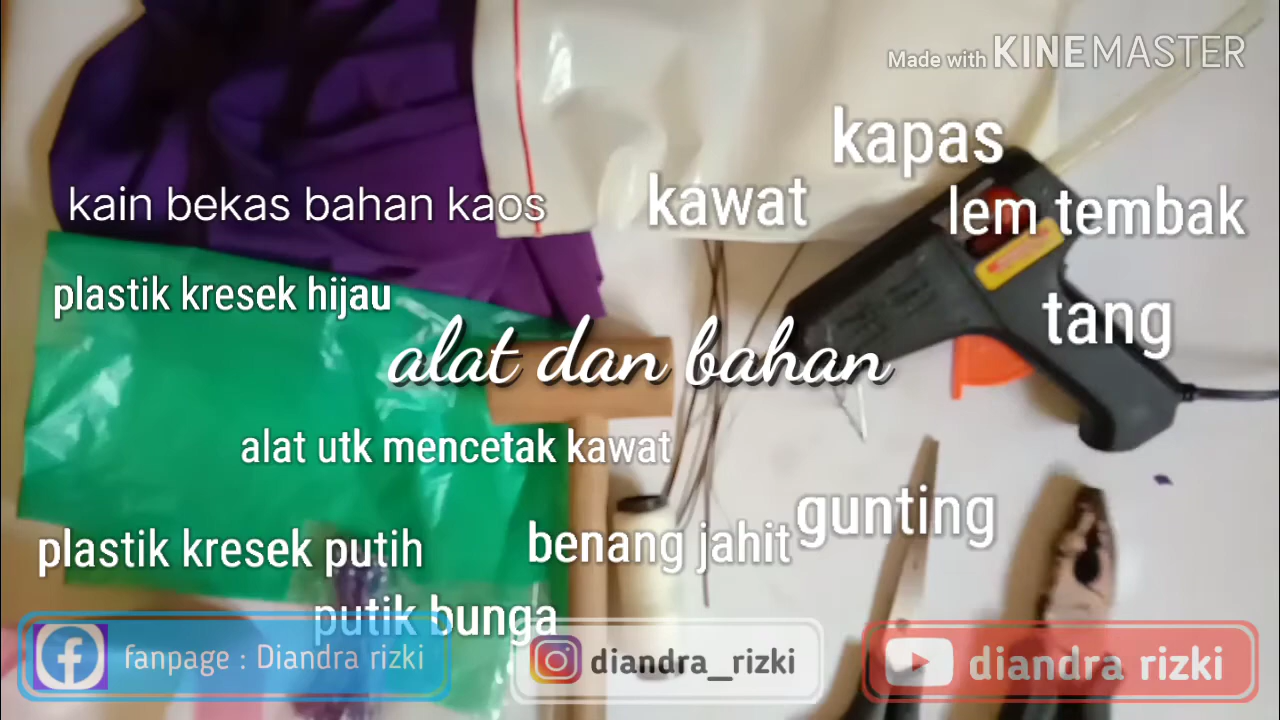 Made with KINEMASTER
kapas
kain bekas bahan kaos
kawat
lem tembak
plastik kresek hijau
tang
alat dan bahan
alat utk mencetak kawat
gunting
plastik kresek putih
benang jahit
putik bunga
fanpage : Diandra rizki
diandra_rizki
diandra rizki